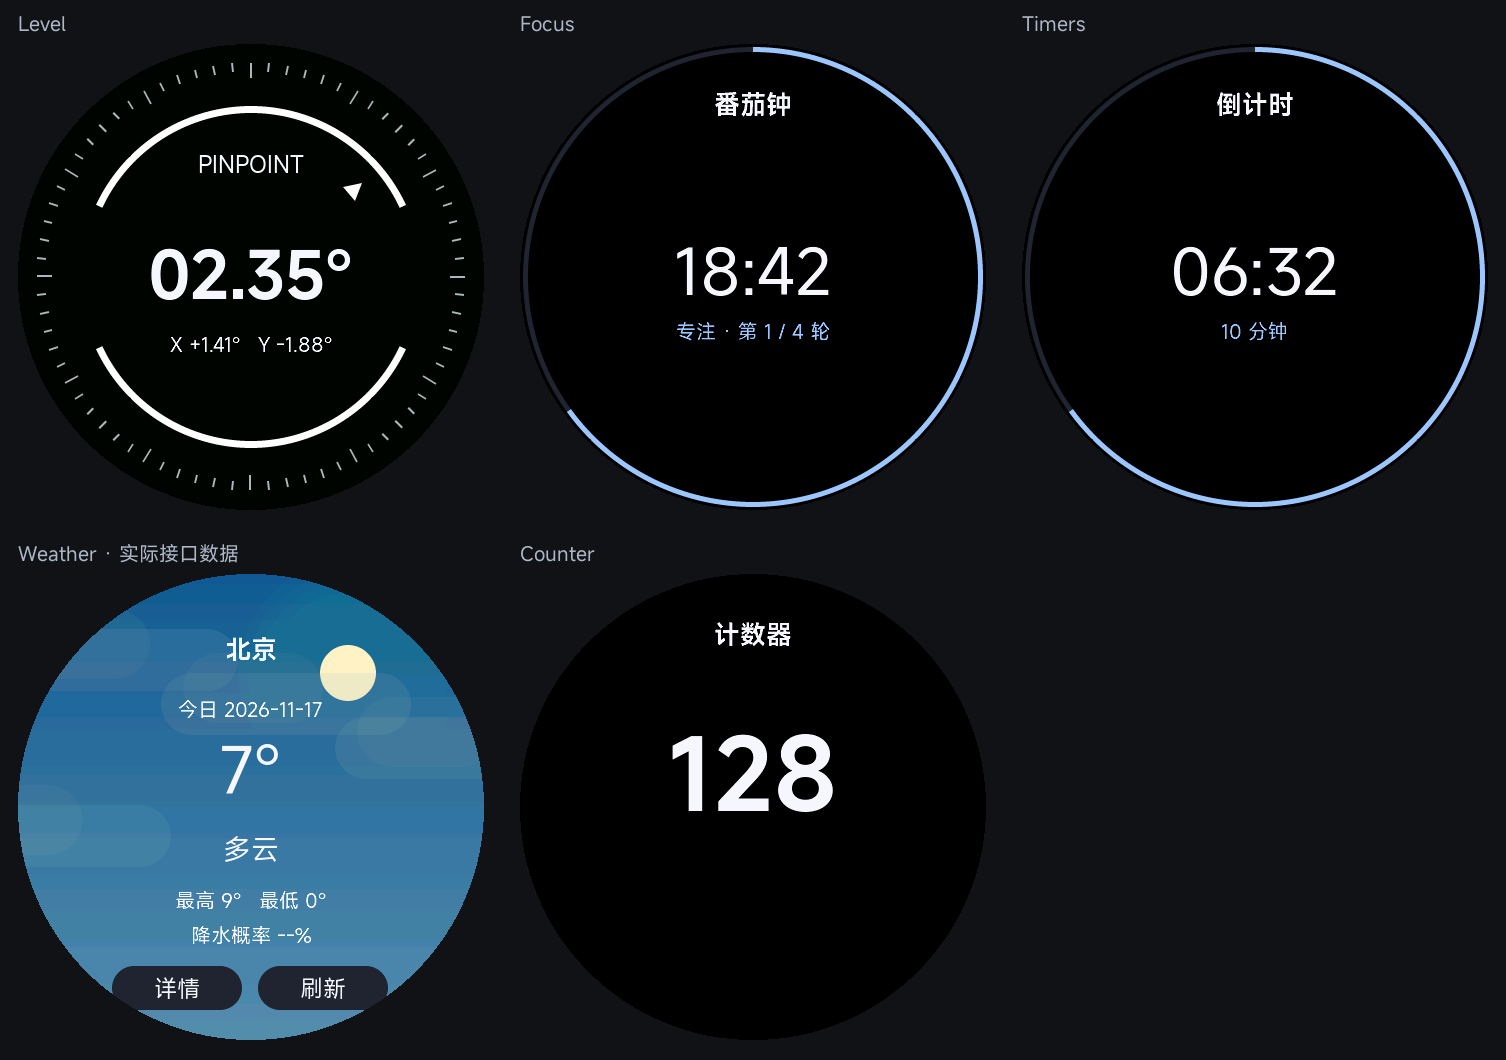 Level
Focus
Timers
PINPOINT
02.35°
X +1.41° Y -1.88°
番茄钟
18:42
专注 · 第 1 / 4 轮
倒计时
06:32
10 分钟
Weather · 实际接口数据
Counter
北京
今日 2026-11-17
7°
多云
最高 9° 最低 0°
降水概率 --%
详情 刷新
计数器
128